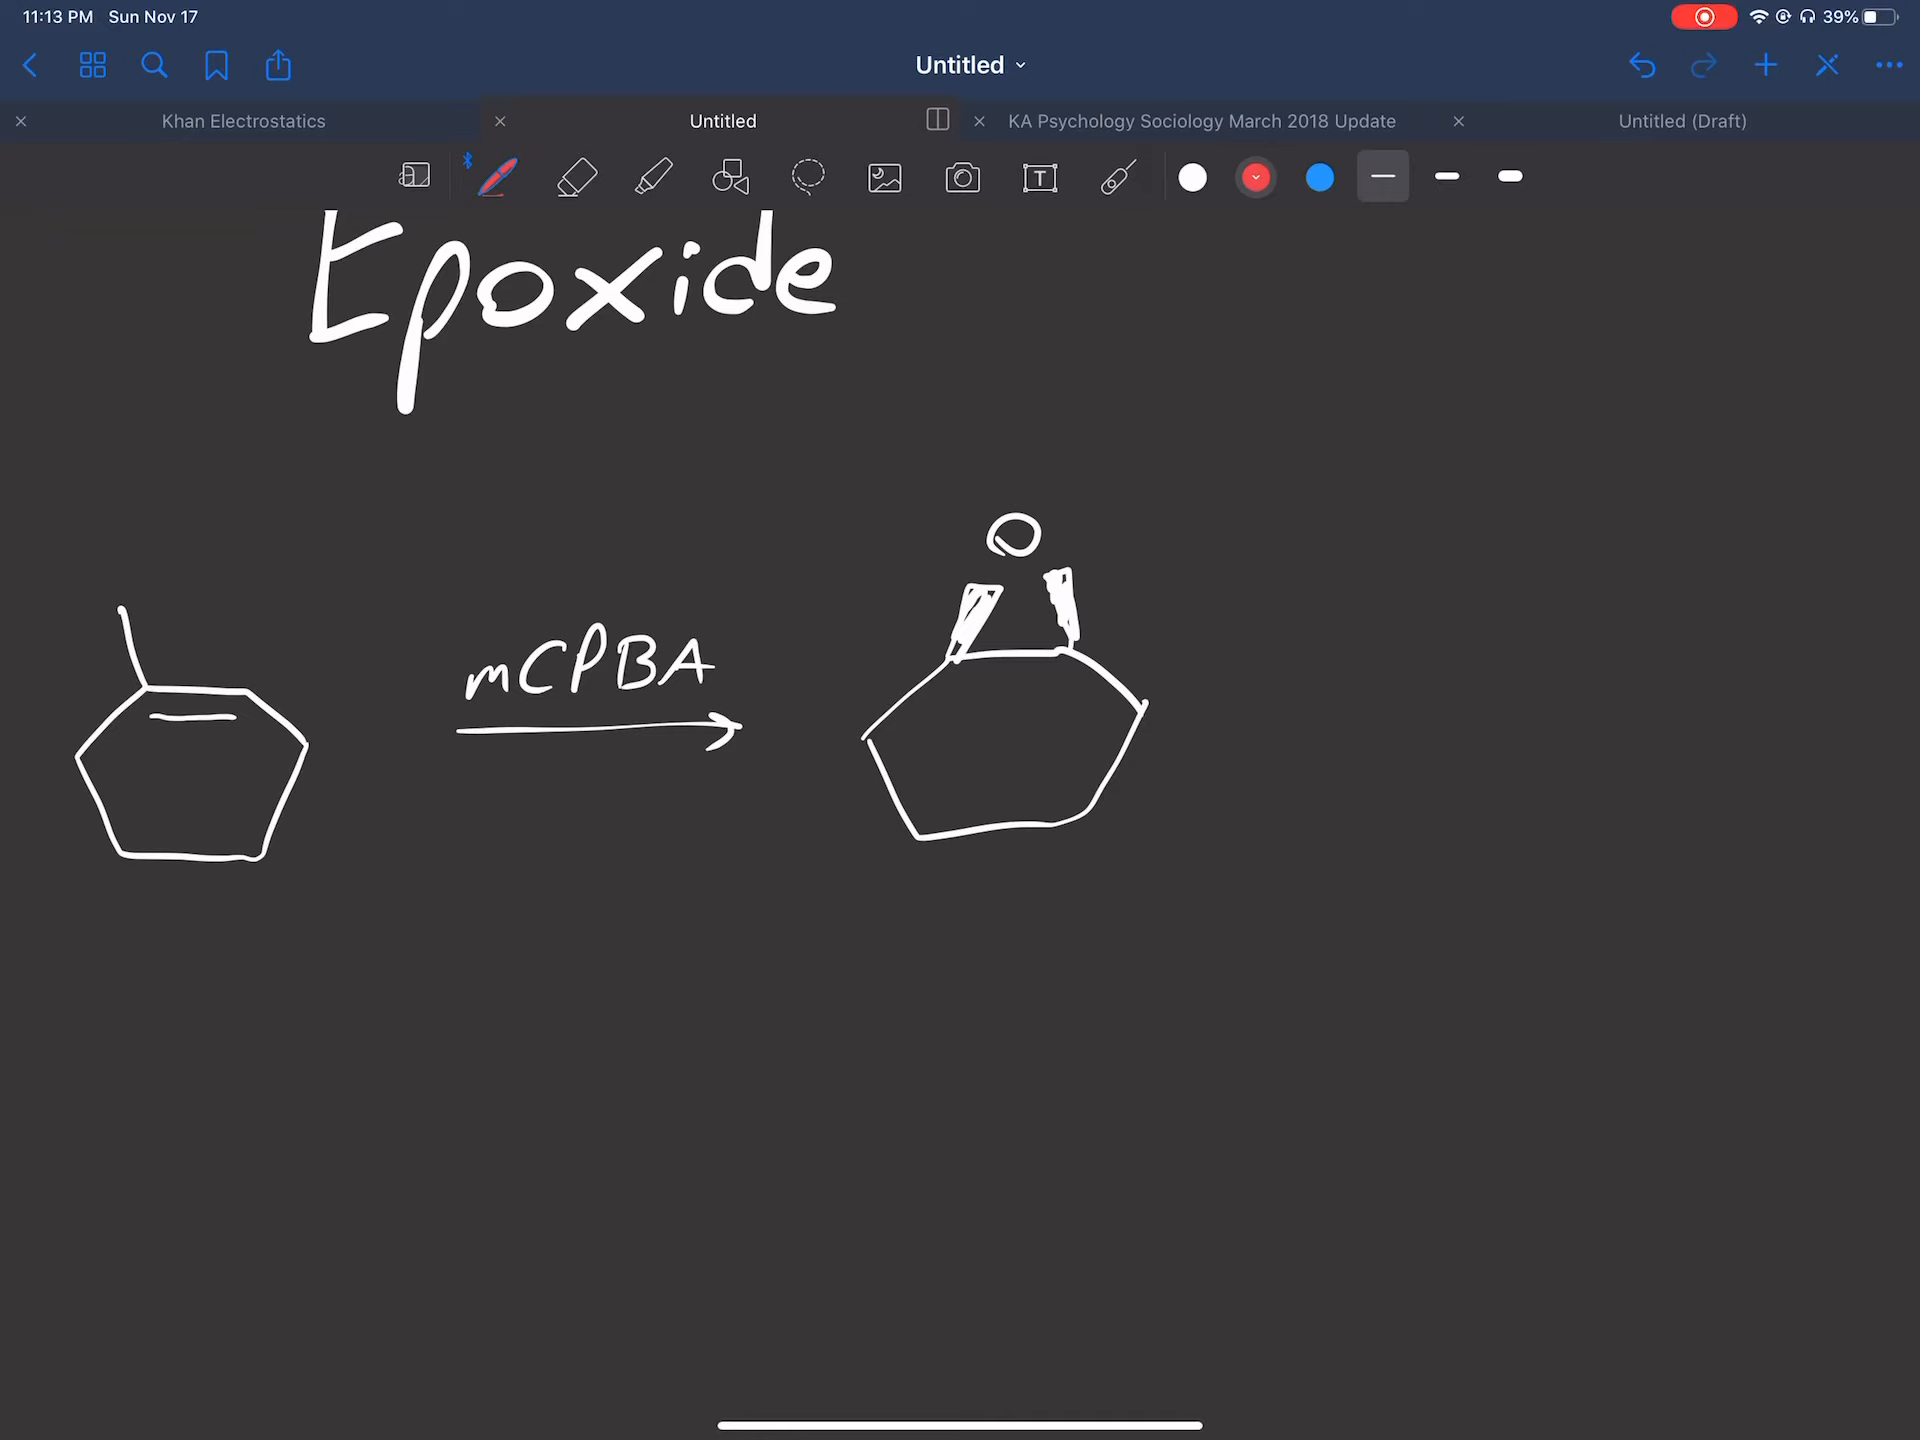 11:13 PM Sun Nov 17 39%
Untitled
Khan Electrostatics Untitled KA Psychology Sociology March 2018 Update Untitled (Draft)
T
Epoxide
O
mCPBA